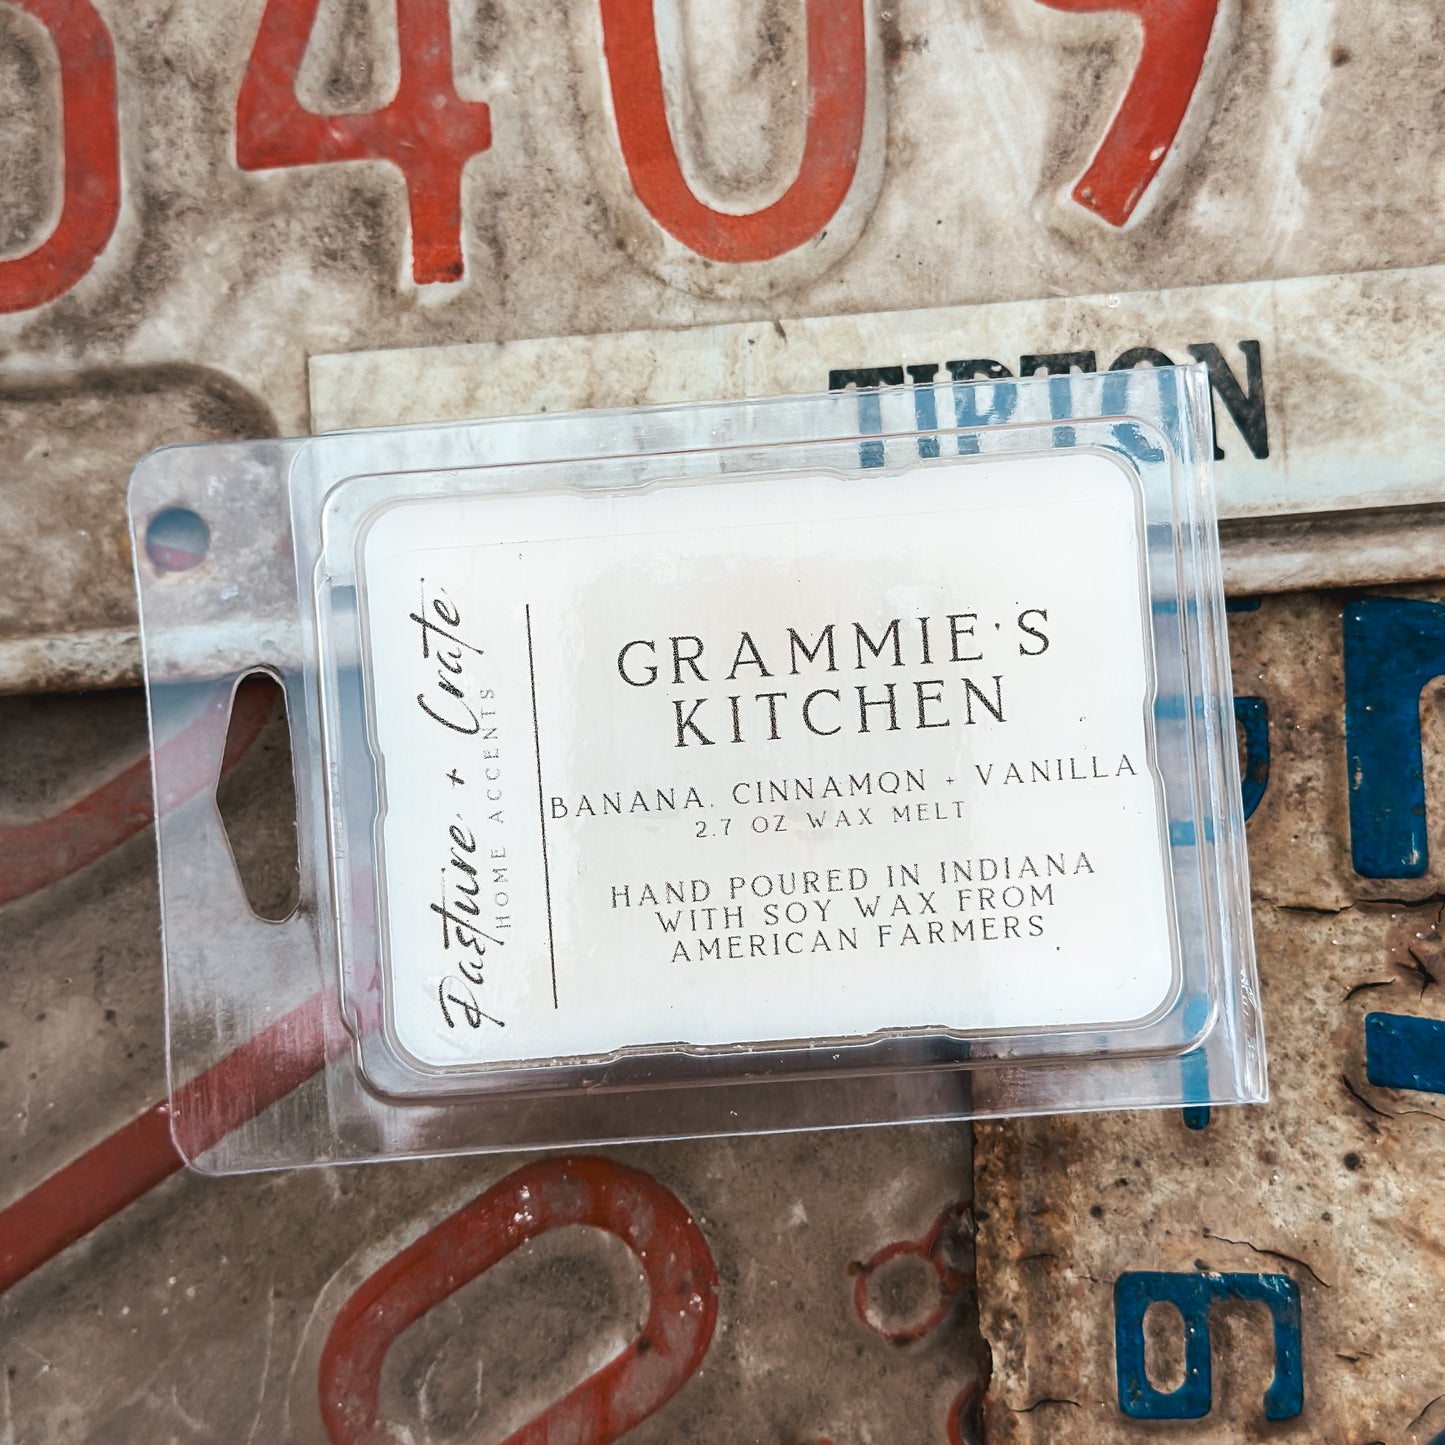 409
TIPTON
Pasture + Crate
HOME ACCENTS
GRAMMIE'S
KITCHEN
BANANA, CINNAMON + VANILLA
2.7 OZ WAX MELT
HAND POURED IN INDIANA
WITH SOY WAX FROM
AMERICAN FARMERS